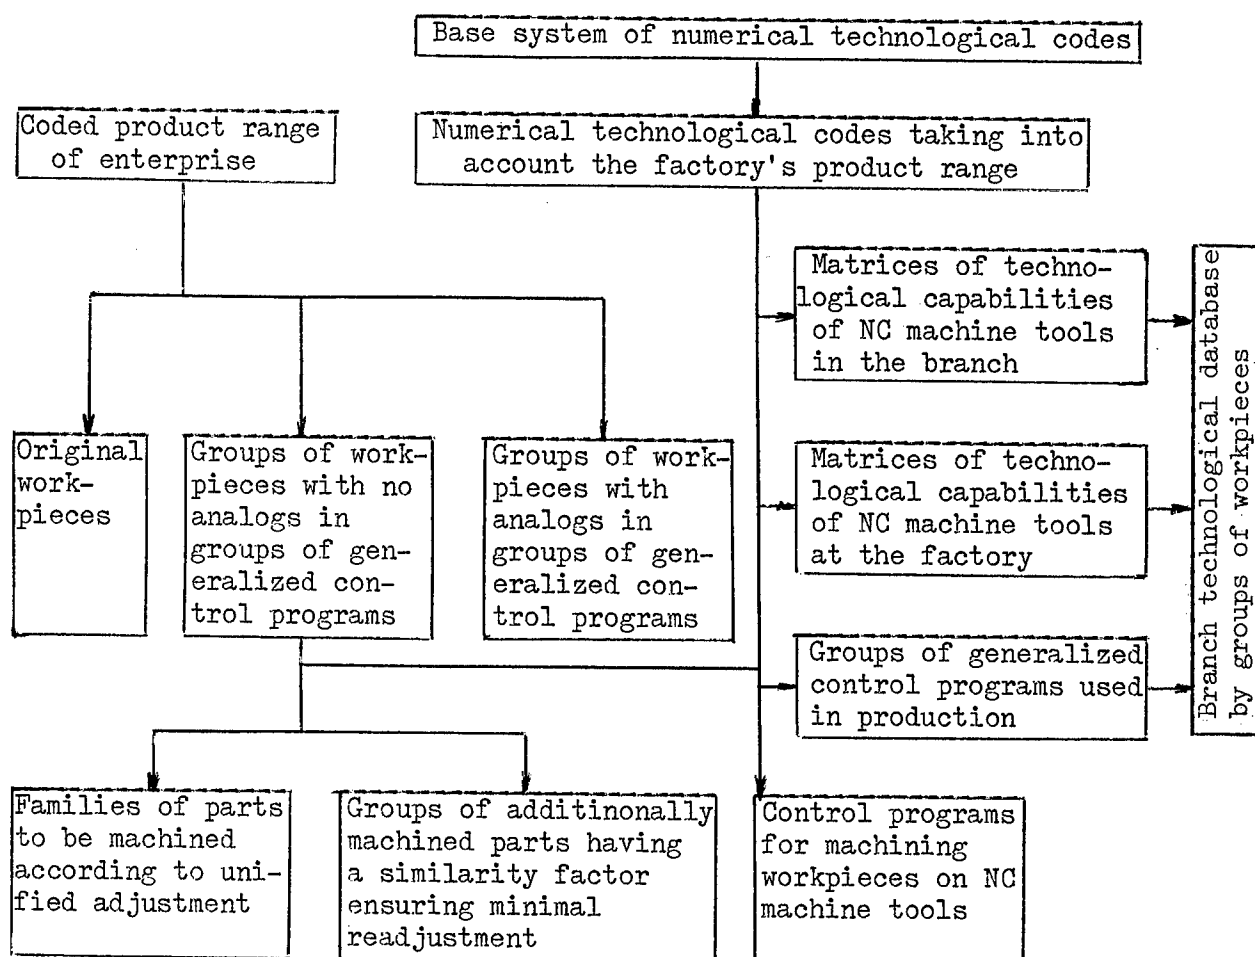 Base system of numerical technological codes
Coded product range
of enterprise
Numerical technological codes taking into
account the factory's product range
Matrices of techno-
logical capabilities
of NC machine tools
in the branch
Branch technological database
by groups of workpieces
Original
work-
pieces
Groups of work-
pieces with no
analogs in
groups of gen-
eralized con-
trol programs
Groups of work-
pieces with
analogs in
groups of gen-
eralized con-
trol programs
Matrices of techno-
logical capabilities
of NC machine tools
at the factory
Groups of generalized
control programs used
in production
Families of parts
to be machined
according to uni-
fied adjustment
Groups of additinonally
machined parts having
a similarity factor
ensuring minimal
readjustment
Control programs
for machining
workpieces on NC
machine tools